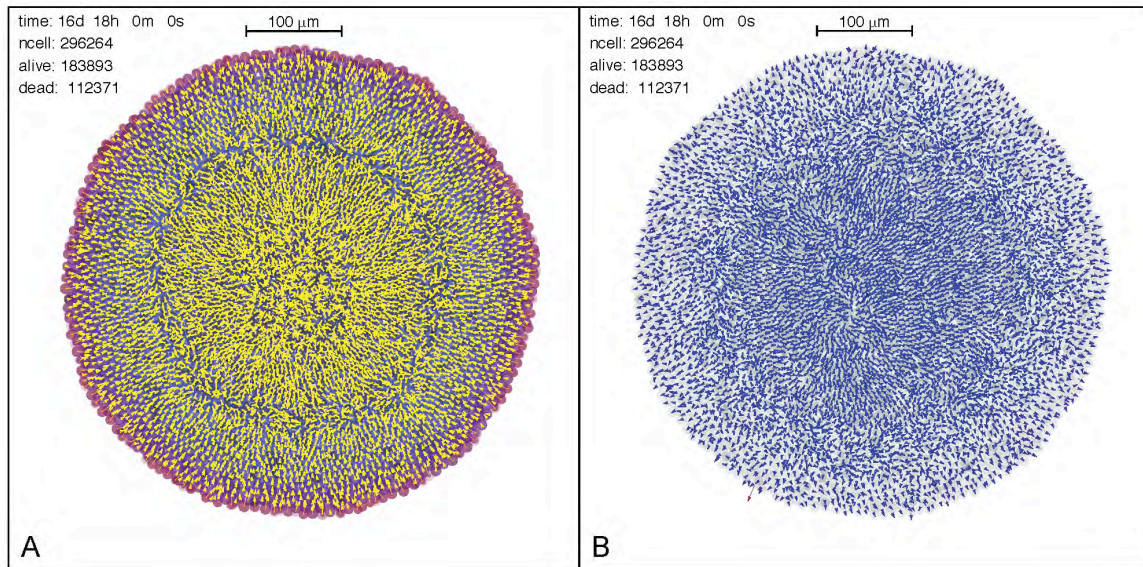 time: 16d 18h 0m 0s
ncell: 296264
alive: 183893
dead: 112371
100 μm
A
time: 16d 18h 0m 0s
ncell: 296264
alive: 183893
dead: 112371
100 μm
B